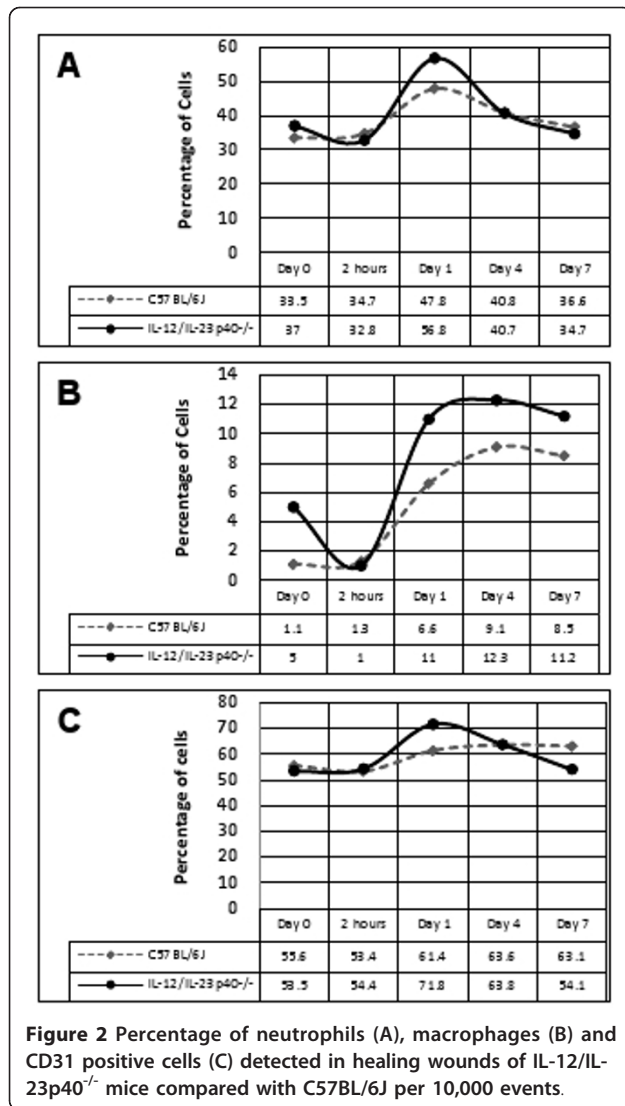 A
Percentage of Cells
60
50
40
30
20
10
0
Day 0 2 hours Day 1 Day 4 Day 7
C57 BL/6J 33.5 34.7 47.8 40.8 36.6
IL-12/IL-23 p40-/- 37 32.8 56.8 40.7 34.7
B
Percentage of Cells
14
12
10
8
6
4
2
0
Day 0 2 hours Day 1 Day 4 Day 7
C57 BL/6J 1.1 1.3 6.6 9.1 8.5
IL-12/IL-23 p40-/- 5 1 11 12.3 11.2
C
Percentage of cells
80
70
60
50
40
30
20
10
0
Day 0 2 hours Day 1 Day 4 Day 7
C57 BL/6J 55.6 53.4 61.4 63.6 63.1
IL-12/IL-23 p40-/- 53.5 54.4 71.8 63.8 54.1
Figure 2 Percentage of neutrophils (A), macrophages (B) and
CD31 positive cells (C) detected in healing wounds of IL-12/IL-
23p40-/- mice compared with C57BL/6J per 10,000 events.